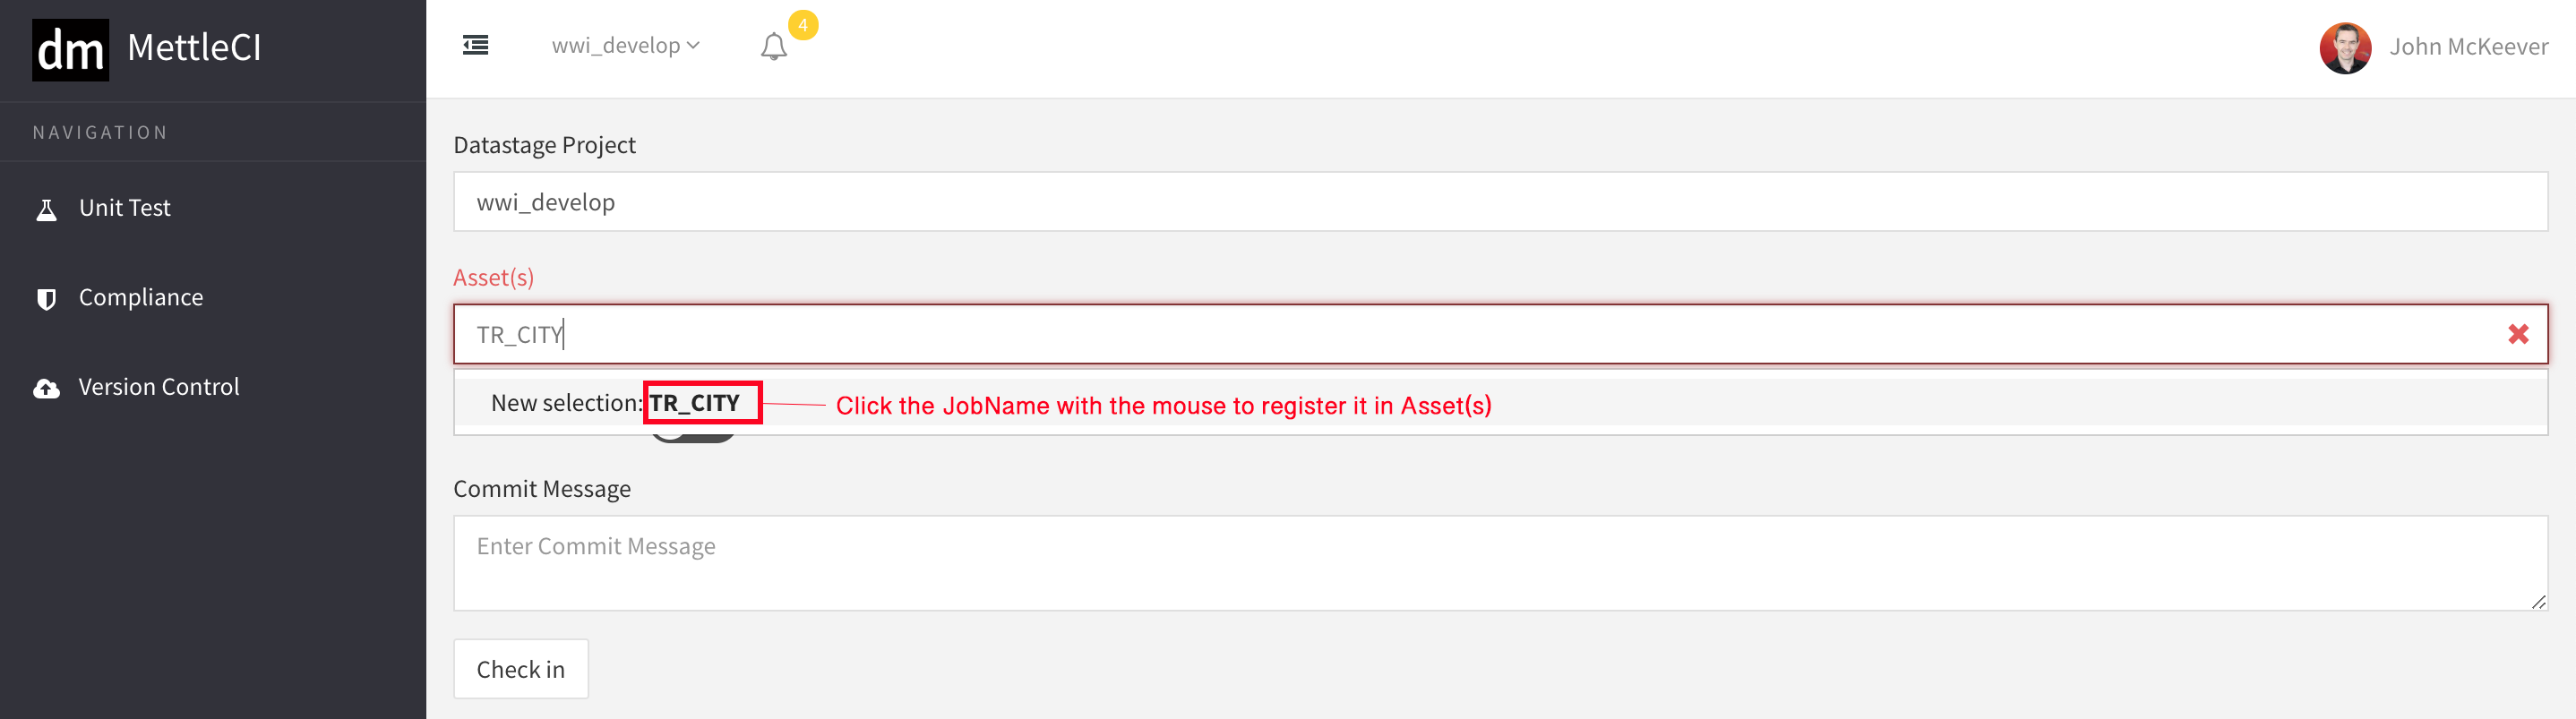 dm MettleCI
wwi_develop
4
John McKeever
NAVIGATION
Unit Test
Compliance
Version Control
Datastage Project
wwi_develop
Asset(s)
TR_CITY
New selection: TR_CITY
Click the JobName with the mouse to register it in Asset(s)
Commit Message
Enter Commit Message
Check in